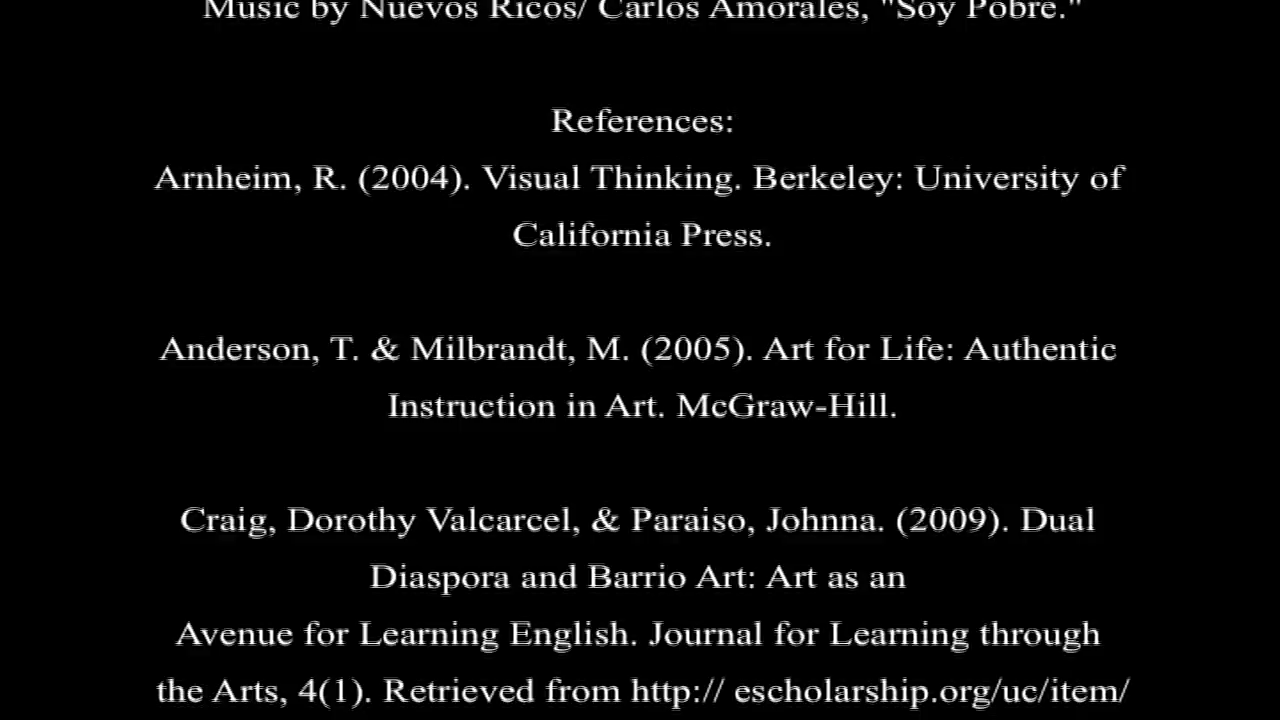 Music by Nuevos Ricos/ Carlos Amorales, "Soy Pobre."
References:
Arnheim, R. (2004). Visual Thinking. Berkeley: University of
California Press.
Anderson, T. & Milbrandt, M. (2005). Art for Life: Authentic
Instruction in Art. McGraw-Hill.
Craig, Dorothy Valcarcel, & Paraiso, Johnna. (2009). Dual
Diaspora and Barrio Art: Art as an
Avenue for Learning English. Journal for Learning through
the Arts, 4(1). Retrieved from http:// escholarship.org/uc/item/